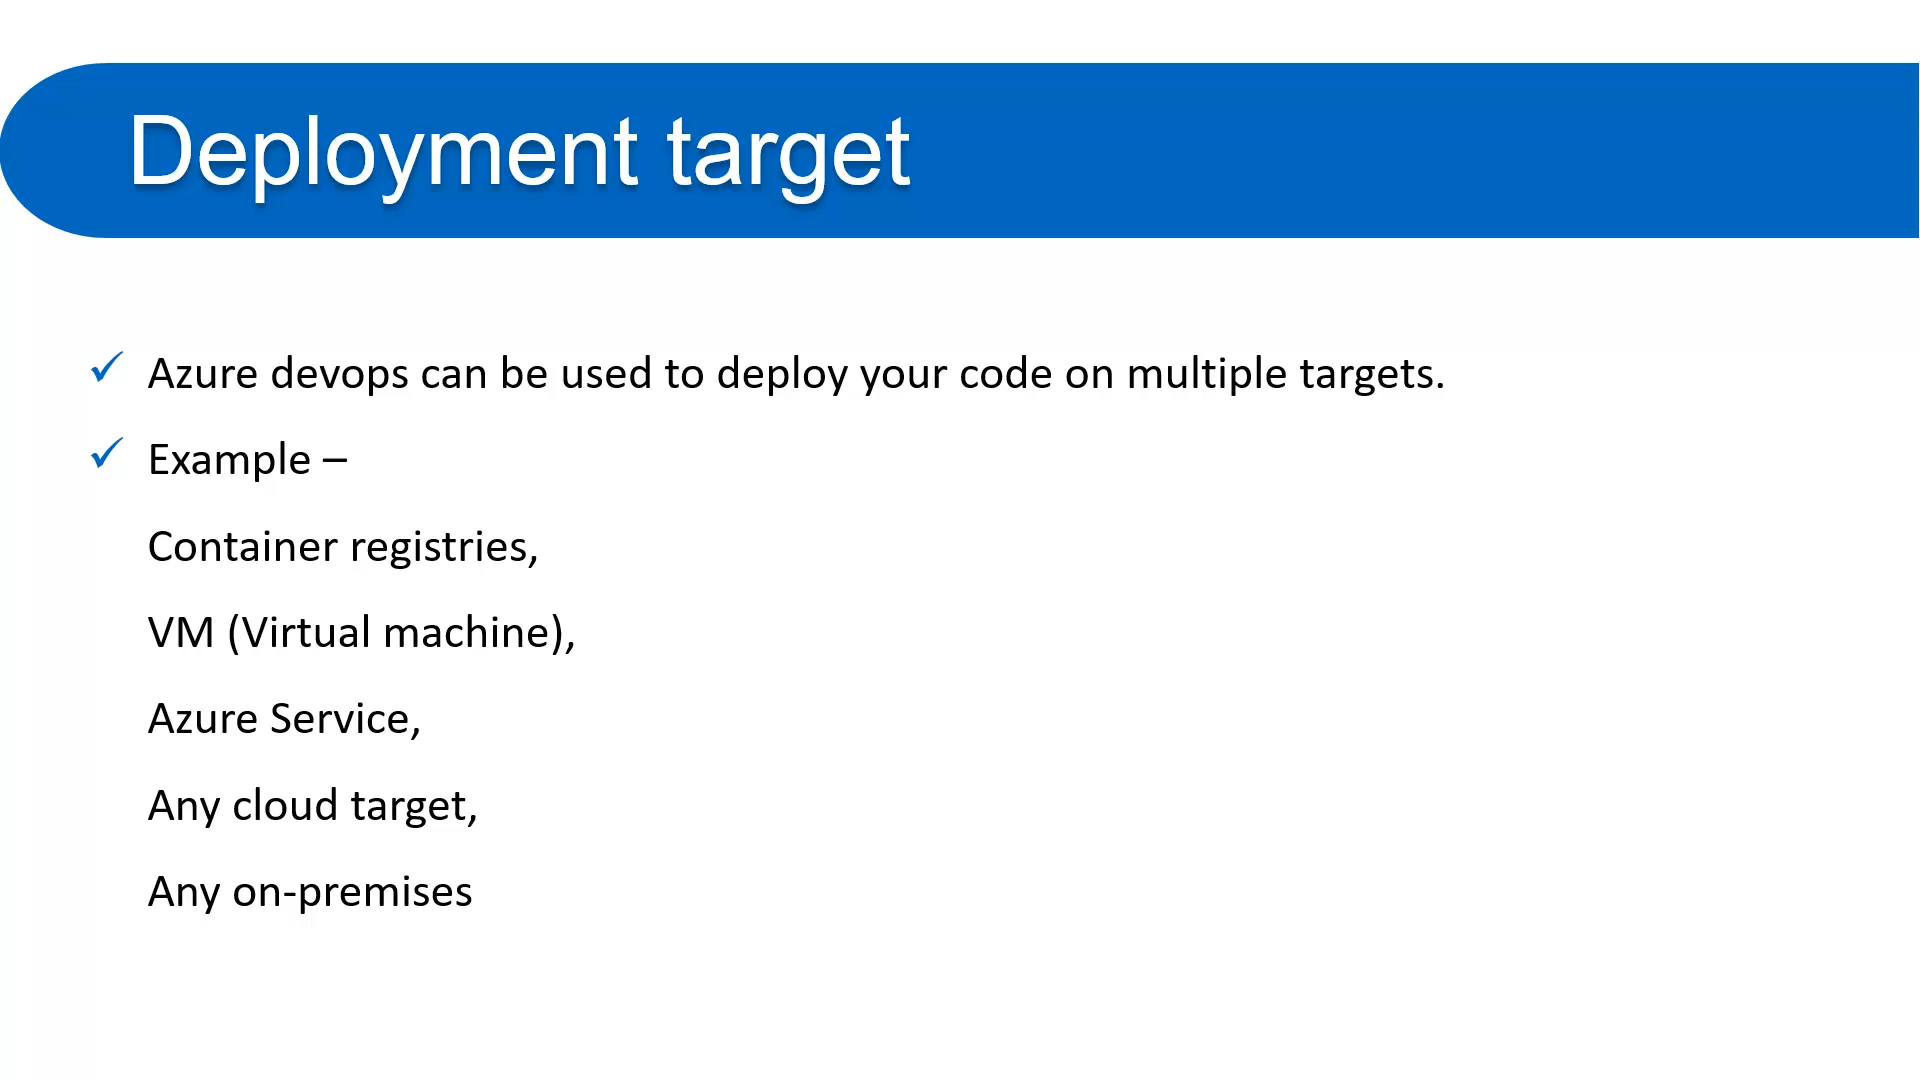 Deployment target
✓ Azure devops can be used to deploy your code on multiple targets.
✓ Example –
Container registries,
VM (Virtual machine),
Azure Service,
Any cloud target,
Any on-premises